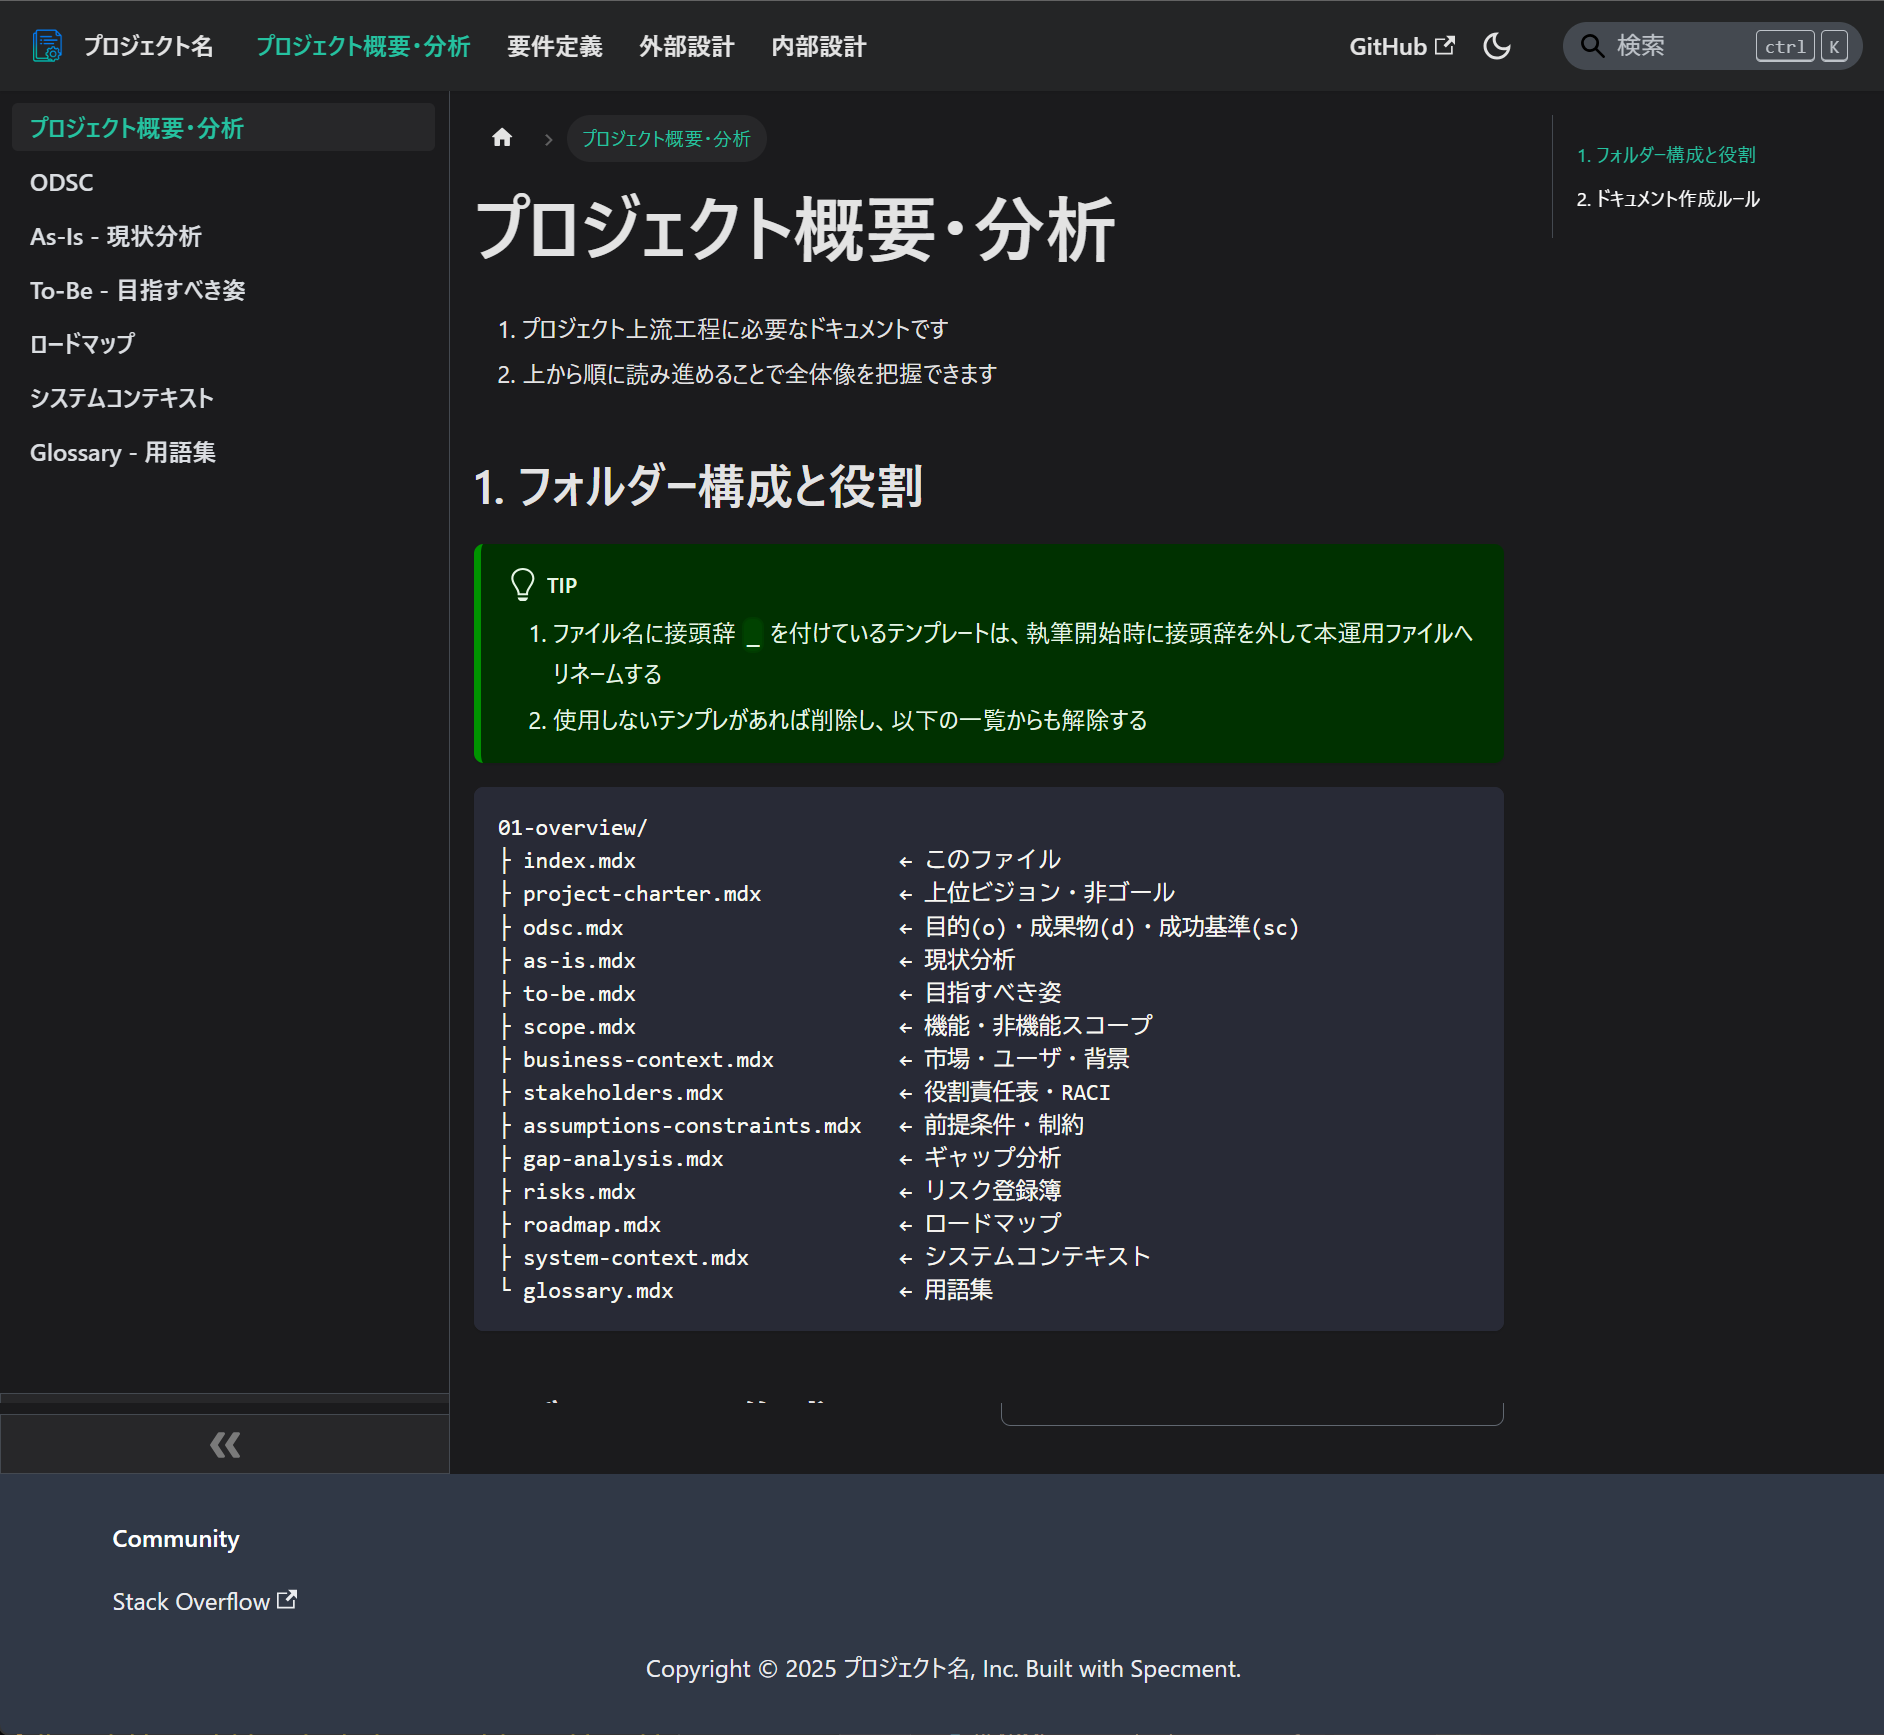 プロジェクト名 プロジェクト概要・分析 要件定義 外部設計 内部設計 GitHub 検索 ctrl K
プロジェクト概要・分析
ODSC
As-Is - 現状分析
To-Be - 目指すべき姿
ロードマップ
システムコンテキスト
Glossary - 用語集
プロジェクト概要・分析
プロジェクト概要・分析
1. プロジェクト上流工程に必要なドキュメントです
2. 上から順に読み進めることで全体像を把握できます
1. フォルダー構成と役割
TIP
1. ファイル名に接頭辞 _ を付けているテンプレートは、執筆開始時に接頭辞を外して本運用ファイルへ
リネームする
2. 使用しないテンプレがあれば削除し、以下の一覧からも解除する
01-overview/
├ index.mdx ← このファイル
├ project-charter.mdx ← 上位ビジョン・非ゴール
├ odsc.mdx ← 目的(o)・成果物(d)・成功基準(sc)
├ as-is.mdx ← 現状分析
├ to-be.mdx ← 目指すべき姿
├ scope.mdx ← 機能・非機能スコープ
├ business-context.mdx ← 市場・ユーザ・背景
├ stakeholders.mdx ← 役割責任表・RACI
├ assumptions-constraints.mdx ← 前提条件・制約
├ gap-analysis.mdx ← ギャップ分析
├ risks.mdx ← リスク登録簿
├ roadmap.mdx ← ロードマップ
├ system-context.mdx ← システムコンテキスト
└ glossary.mdx ← 用語集
1. フォルダー構成と役割
2. ドキュメント作成ルール
Community
Stack Overflow
Copyright © 2025 プロジェクト名, Inc. Built with Specment.